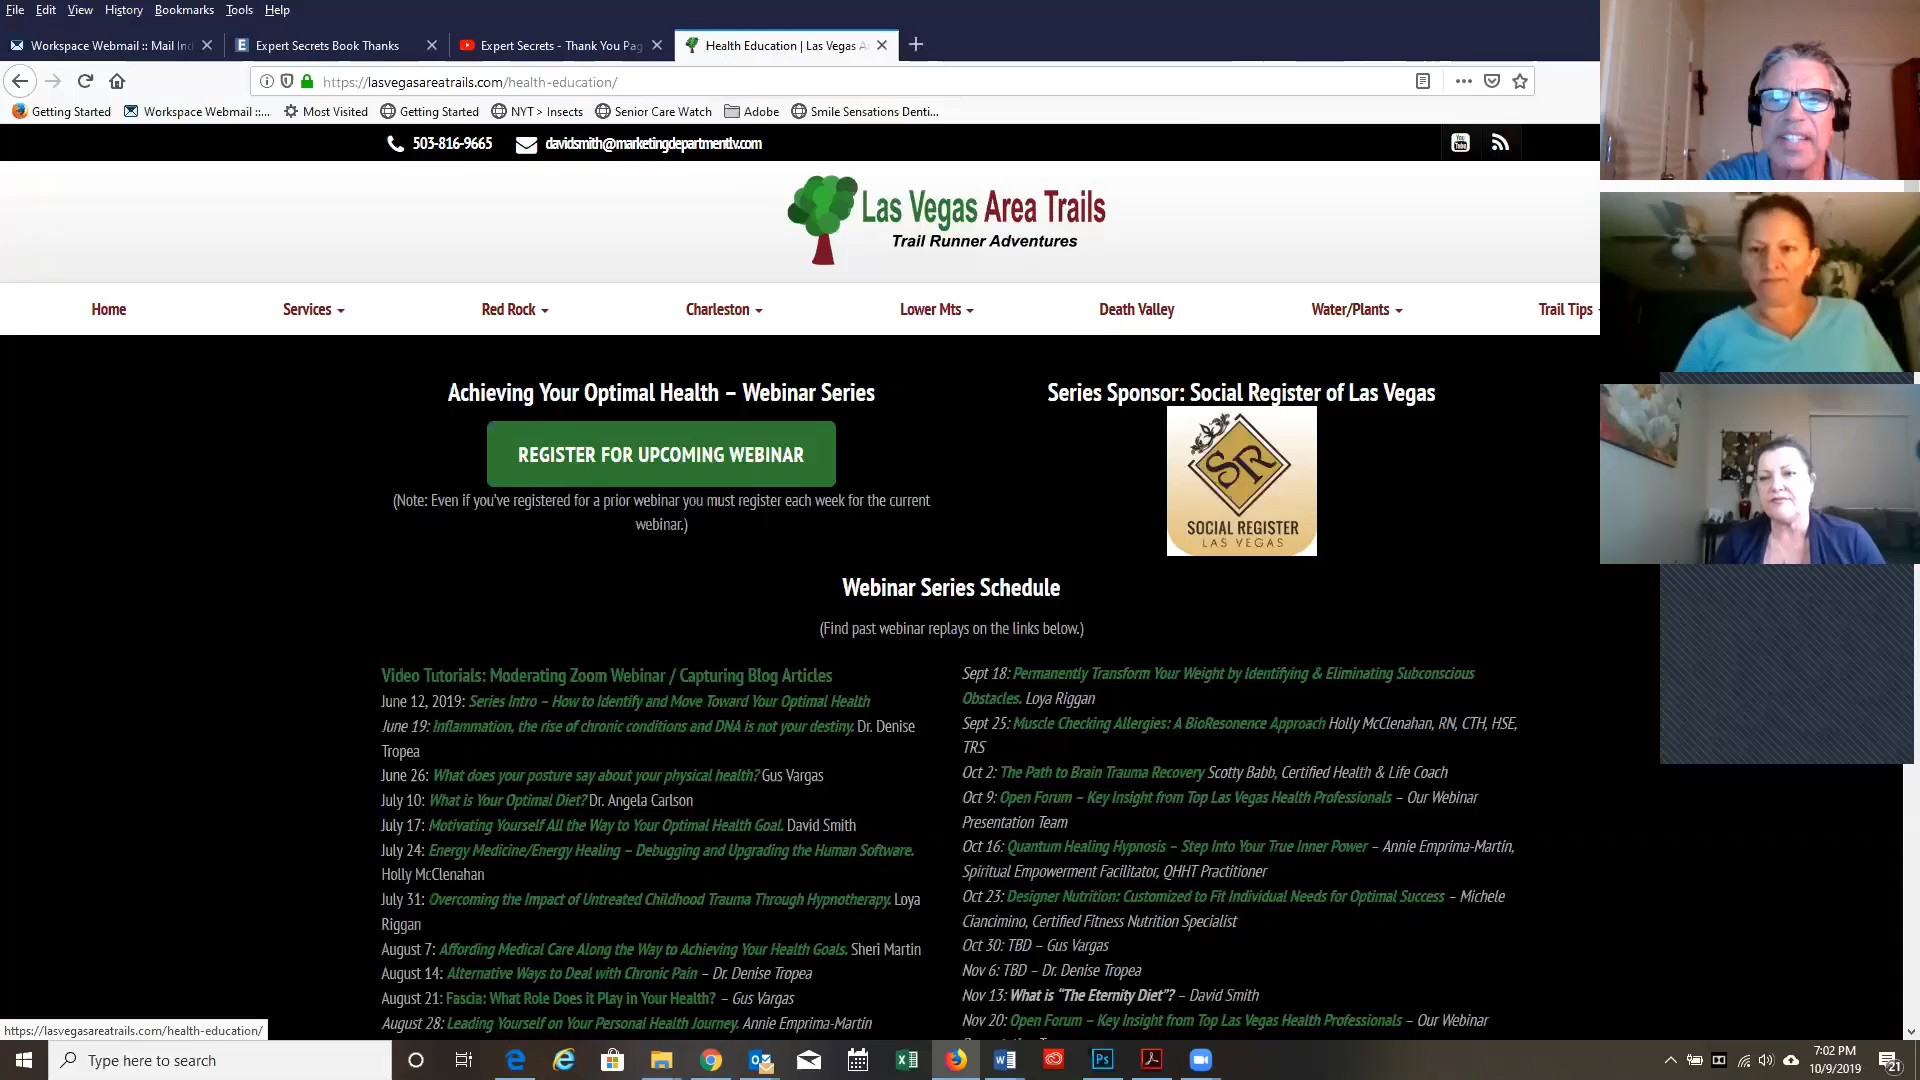 File Edit View History Bookmarks Tools Help
Workspace Webmail :: Mail Ind
Expert Secrets Book Thanks
Expert Secrets - Thank You Pag
Health Education | Las Vegas A
https://lasvegasareatrails.com/health-education/
Getting Started Workspace Webmail ::... Most Visited Getting Started NYT > Insects Senior Care Watch Adobe Smile Sensations Denti...
503-816-9665 davidsmith@marketingdepartmentlv.com
You Tube
Las Vegas Area Trails
Trail Runner Adventures
Home Services Red Rock Charleston Lower Mts Death Valley Water/Plants Trail Tips
Achieving Your Optimal Health – Webinar Series
REGISTER FOR UPCOMING WEBINAR
(Note: Even if you've registered for a prior webinar you must register each week for the current
webinar.)
Series Sponsor: Social Register of Las Vegas
SR
SOCIAL REGISTER
LAS VEGAS
Webinar Series Schedule
(Find past webinar replays on the links below.)
Video Tutorials: Moderating Zoom Webinar / Capturing Blog Articles
June 12, 2019: Series Intro – How to Identify and Move Toward Your Optimal Health
June 19: Inflammation, the rise of chronic conditions and DNA is not your destiny. Dr. Denise
Tropea
June 26: What does your posture say about your physical health? Gus Vargas
July 10: What is Your Optimal Diet? Dr. Angela Carlson
July 17: Motivating Yourself All the Way to Your Optimal Health Goal. David Smith
July 24: Energy Medicine/Energy Healing – Debugging and Upgrading the Human Software.
Holly McClenahan
July 31: Overcoming the Impact of Untreated Childhood Trauma Through Hypnotherapy. Loya
Riggan
August 7: Affording Medical Care Along the Way to Achieving Your Health Goals. Sheri Martin
August 14: Alternative Ways to Deal with Chronic Pain – Dr. Denise Tropea
August 21: Fascia: What Role Does it Play in Your Health? – Gus Vargas
August 28: Leading Yourself on Your Personal Health Journey. Annie Emprima-Martin
Sept 18: Permanently Transform Your Weight by Identifying & Eliminating Subconscious
Obstacles. Loya Riggan
Sept 25: Muscle Checking Allergies: A BioResonence Approach Holly McClenahan, RN, CTH, HSE,
TRS
Oct 2: The Path to Brain Trauma Recovery Scotty Babb, Certified Health & Life Coach
Oct 9: Open Forum – Key Insight from Top Las Vegas Health Professionals – Our Webinar
Presentation Team
Oct 16: Quantum Healing Hypnosis – Step Into Your True Inner Power – Annie Emprima-Martin,
Spiritual Empowerment Facilitator, QHHT Practitioner
Oct 23: Designer Nutrition: Customized to Fit Individual Needs for Optimal Success – Michele
Ciancimino, Certified Fitness Nutrition Specialist
Oct 30: TBD – Gus Vargas
Nov 6: TBD – Dr. Denise Tropea
Nov 13: What is “The Eternity Diet”? – David Smith
Nov 20: Open Forum – Key Insight from Top Las Vegas Health Professionals – Our Webinar
https://lasvegasareatrails.com/health-education/
Type here to search
7:02 PM
10/9/2019
21